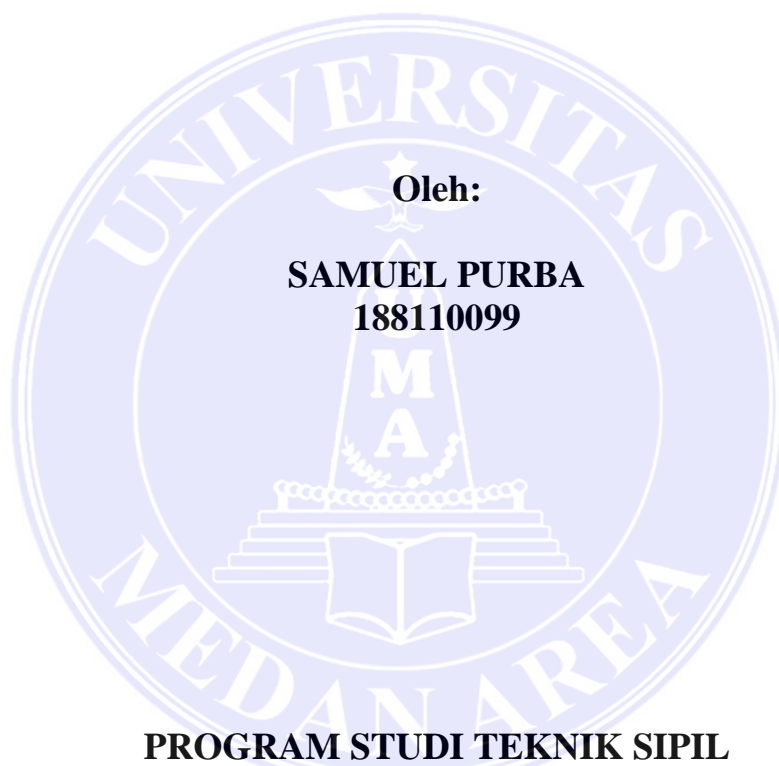 UNIVERSITAS
Oleh:
SAMUEL PURBA
188110099
U
M
A
MEDAN AREA
PROGRAM STUDI TEKNIK SIPIL